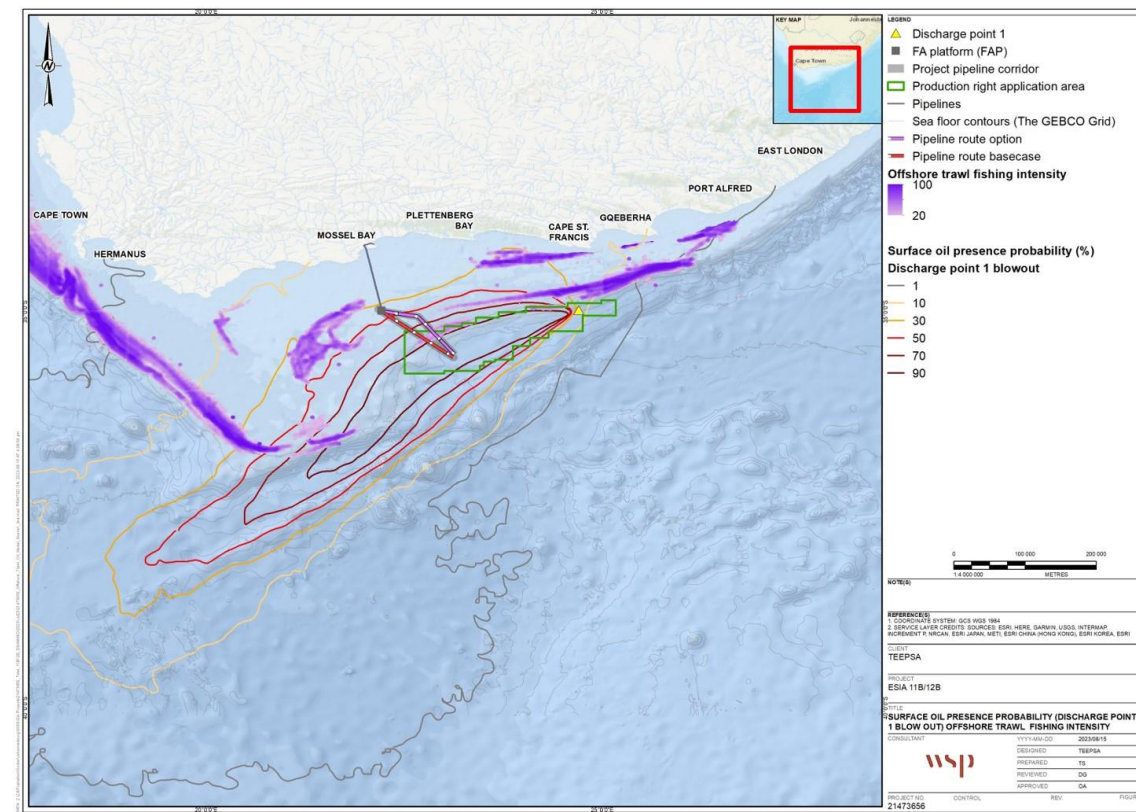 20°0'0"E
25°0'0"E
N
KEY MAP
Johannesb
Cape Town
EAST LONDON
PORT ALFRED
GQEBERHA
CAPE ST.
FRANCIS
PLETTENBERG
BAY
MOSSEL BAY
CAPE TOWN
HERMANUS
20°0'0"E
25°0'0"E
LEGEND
Discharge point 1
FA platform (FAP)
Project pipeline corridor
Production right application area
Pipelines
Sea floor contours (The GEBCO Grid)
Pipeline route option
Pipeline route basecase
Offshore trawl fishing intensity
100
20
Surface oil presence probability (%)
Discharge point 1 blowout
1
10
30
50
70
90
0 100 000 200 000
1:4 000 000 METRES
NOTE(S)
REFERENCE(S)
1. COORDINATE SYSTEM: GCS WGS 1984
2. SERVICE LAYER CREDITS: SOURCES: ESRI, HERE, GARMIN, USGS, INTERMAP,
INCREMENT P, NRCAN, ESRI JAPAN, METI, ESRI CHINA (HONG KONG), ESRI KOREA, ESRI
CLIENT
TEEPSA
PROJECT
ESIA 11B/12B
TITLE
SURFACE OIL PRESENCE PROBABILITY (DISCHARGE POINT
1 BLOW OUT) OFFSHORE TRAWL FISHING INTENSITY
CONSULTANT
wsp
YYYY-MM-DD 2023/08/15
DESIGNED TEEPSA
PREPARED TS
REVIEWED DG
APPROVED OA
PROJECT NO. CONTROL REV. FIGUR
21473656